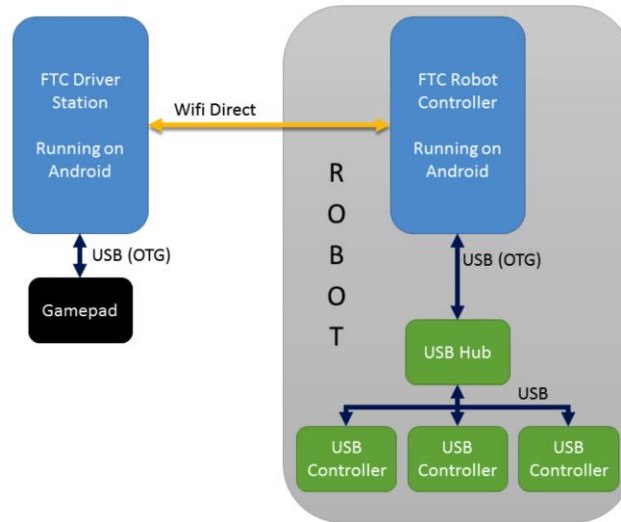 FTC Driver
Station
Running on
Android
Wifi Direct
FTC Robot
Controller
Running on
Android
USB (OTG)
Gamepad
R
O
B
O
T
USB (OTG)
USB Hub
USB
USB
Controller
USB
Controller
USB
Controller